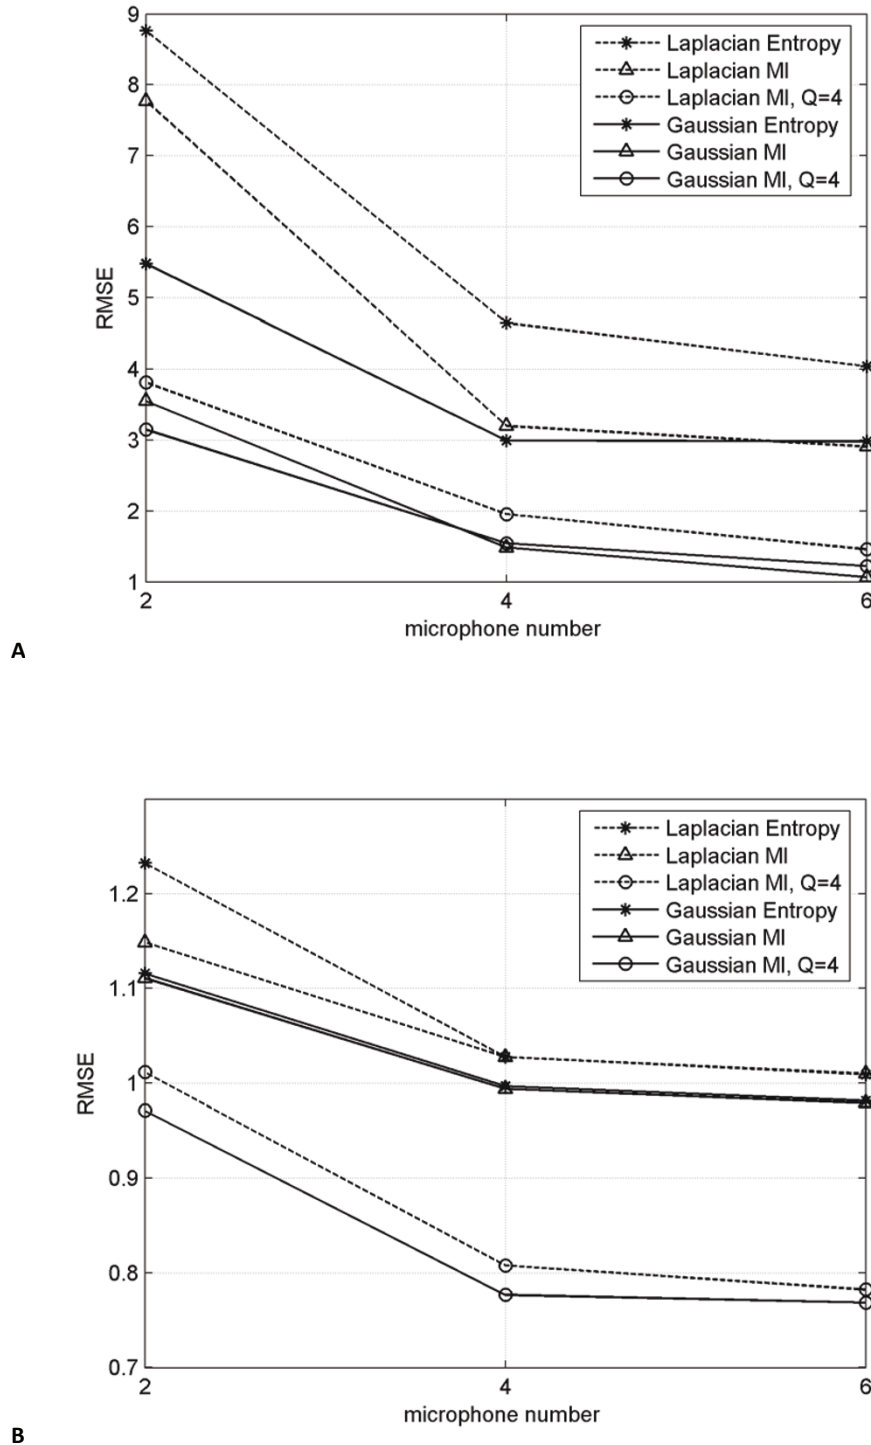 9
8
7
6
5
4
3
2
1
RMSE
Laplacian Entropy
Laplacian MI
Laplacian MI, Q=4
Gaussian Entropy
Gaussian MI
Gaussian MI, Q=4
2 4 6
microphone number
A
1.2
1.1
1
0.9
0.8
0.7
RMSE
Laplacian Entropy
Laplacian MI
Laplacian MI, Q=4
Gaussian Entropy
Gaussian MI
Gaussian MI, Q=4
2 4 6
microphone number
B